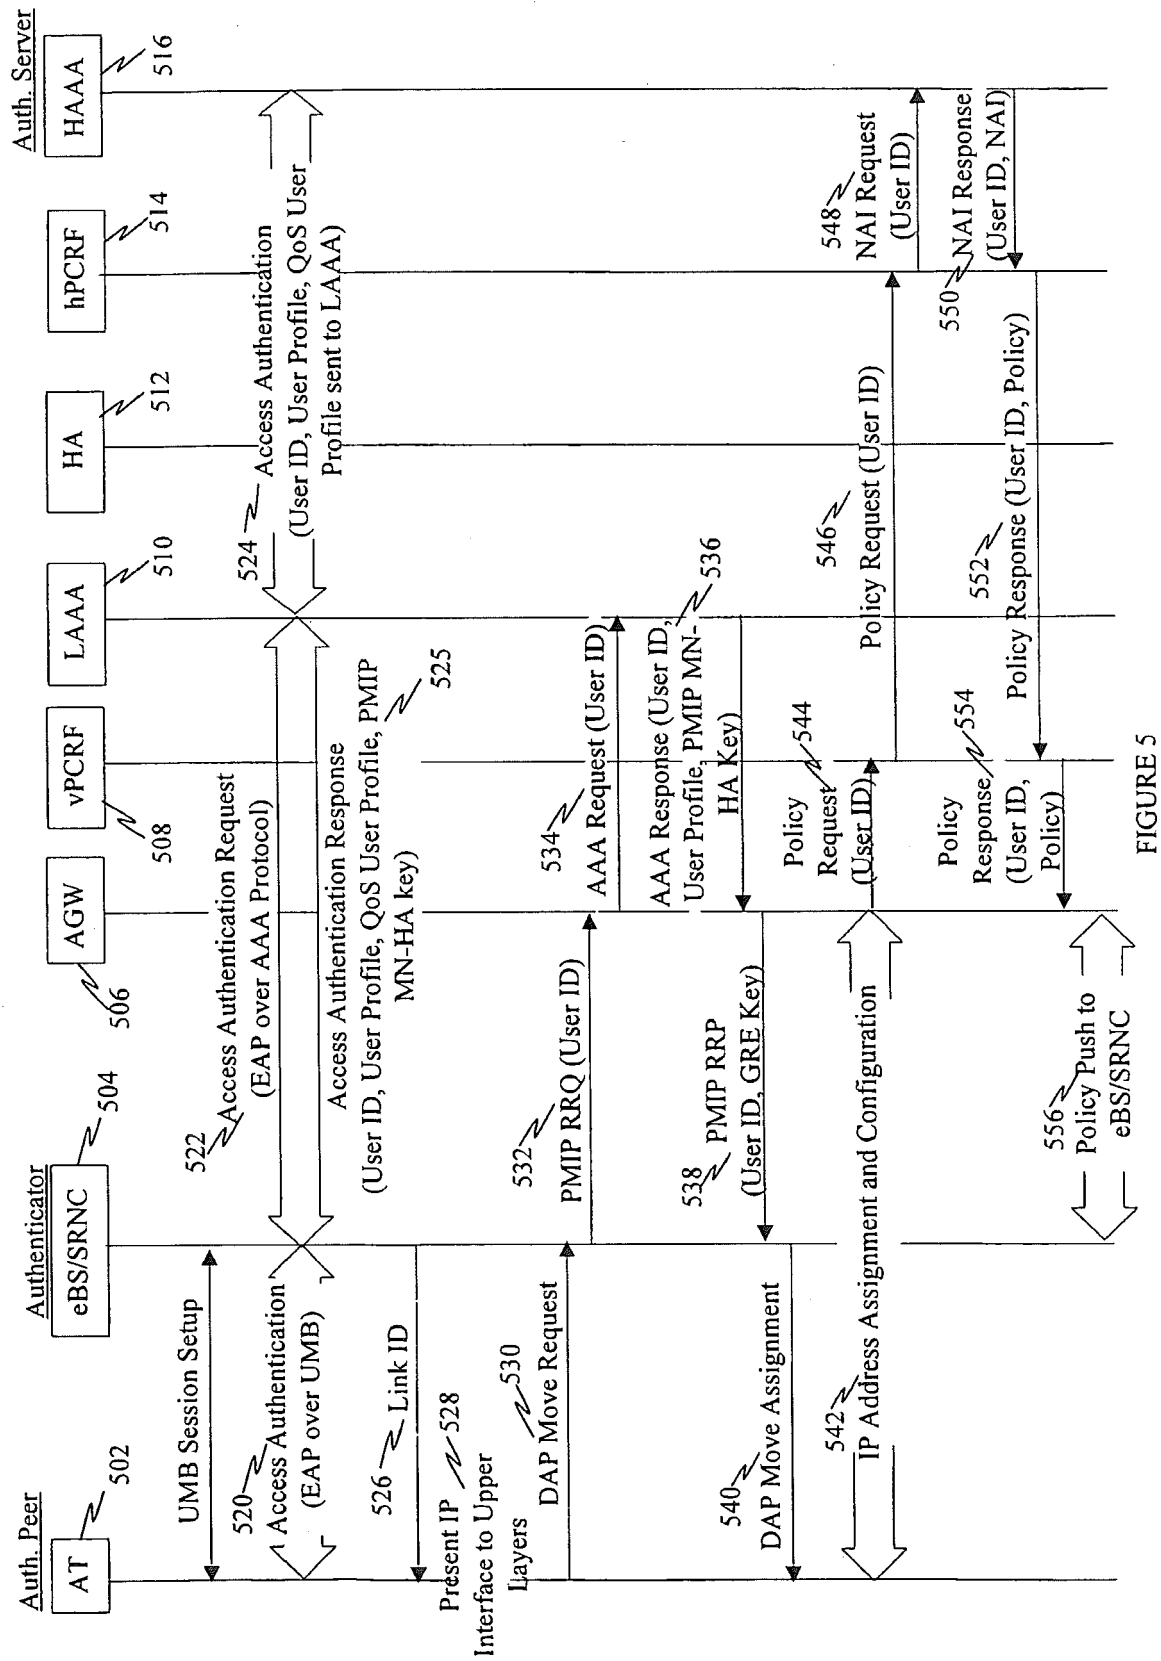 Auth. Peer
Authenticator
Auth. Server
AT
eBS/SRNC
AGW
vPCRF
LAAA
HA
hPCRF
HAAA
502
504
506
508
510
512
514
516
UMB Session Setup
520
Access Authentication
(EAP over UMB)
522
Access Authentication Request
(EAP over AAA Protocol)
524
Access Authentication
(User ID, User Profile, QoS User
Profile sent to LAAA)
Access Authentication Response
(User ID, User Profile, QoS User Profile, PMIP
MN-HA key)
525
526
Link ID
Present IP
528
Interface to Upper
Layers
530
DAP Move Request
532
PMIP RRQ (User ID)
534
AAA Request (User ID)
AAA Response (User ID,
User Profile, PMIP MN-
HA Key)
536
538
PMIP RRP
(User ID, GRE Key)
540
DAP Move Assignment
542
IP Address Assignment and Configuration
Policy
Request
(User ID)
544
546
Policy Request (User ID)
548
NAI Request
(User ID)
550
NAI Response
(User ID, NAI)
552
Policy Response (User ID, Policy)
Policy
Response
(User ID,
Policy)
554
556
Policy Push to
eBS/SRNC
FIGURE 5